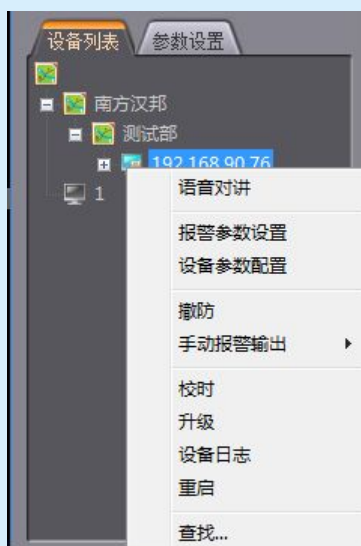 设备列表 参数设置
南方汉邦
测试部
192.168.90.76
1
语音对讲
报警参数设置
设备参数配置
撤防
手动报警输出
校时
升级
设备日志
重启
查找...